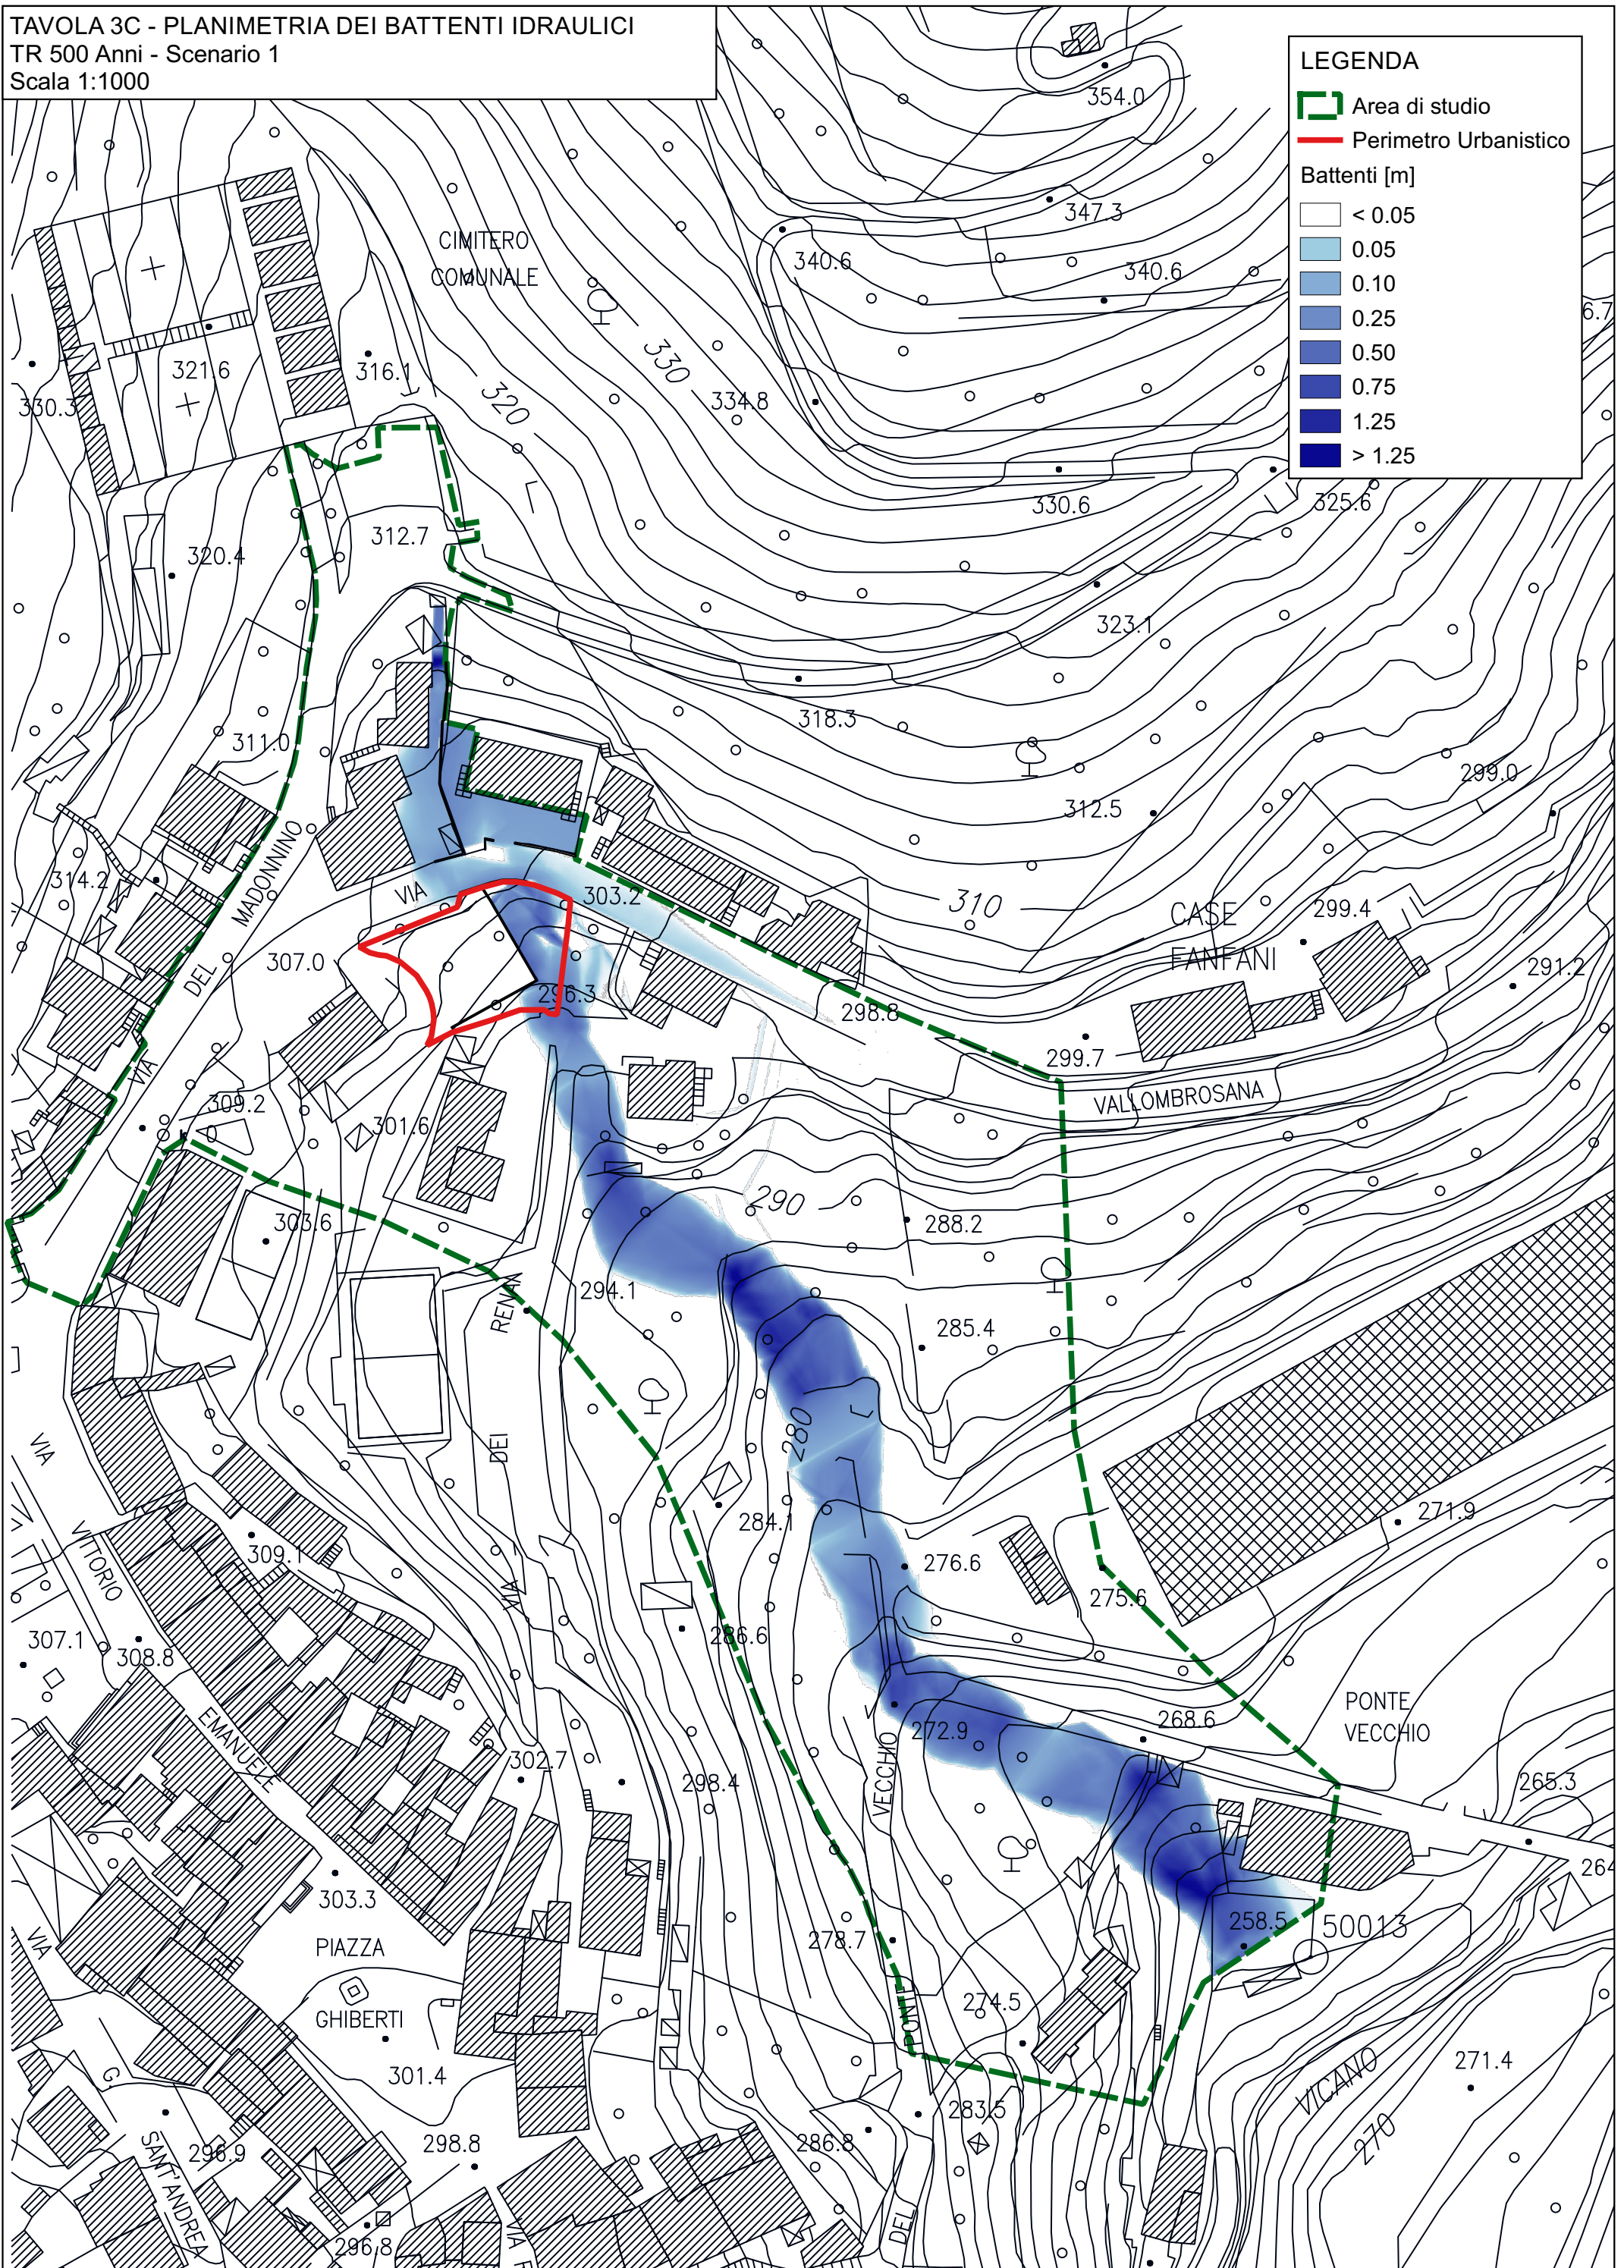 TAVOLA 3C - PLANIMETRIA DEI BATTENTI IDRAULICI
TR 500 Anni - Scenario 1
Scala 1:1000
LEGENDA
Area di studio
Perimetro Urbanistico
Battenti [m]
< 0.05
0.05
0.10
0.25
0.50
0.75
1.25
> 1.25
354.0
347.3
340.6
340.6
6.7
CIMITERO
COMUNALE
321.6
316.1
330
330.3
320
334.8
330.6
325.6
312.7
320.4
323.1
318.3
311.0
299.0
312.5
314.2
MADONNINO
VIA
303.2
310
CASE
FANFANI
299.4
307.0
DEL
291.2
296.3
298.8
299.7
VIA
VALLOMBROSANA
309.2
301.6
290
303.6
288.2
294.1
RENAI
285.4
280
VIA
DEI
271.9
284.1
VITTORIO
309.1
276.6
275.6
VIA
307.1
308.8
286.6
PONTE
VECCHIO
268.6
272.9
EMANUELE
302.7
298.4
VECCHIO
265.3
264
303.3
258.5
50013
278.7
PIAZZA
VIA
GHIBERTI
274.5
PONTE
301.4
271.4
VICANO
283.5
270
G
298.8
286.8
296.9
SANT'ANDREA
DEL
296.8
VIA